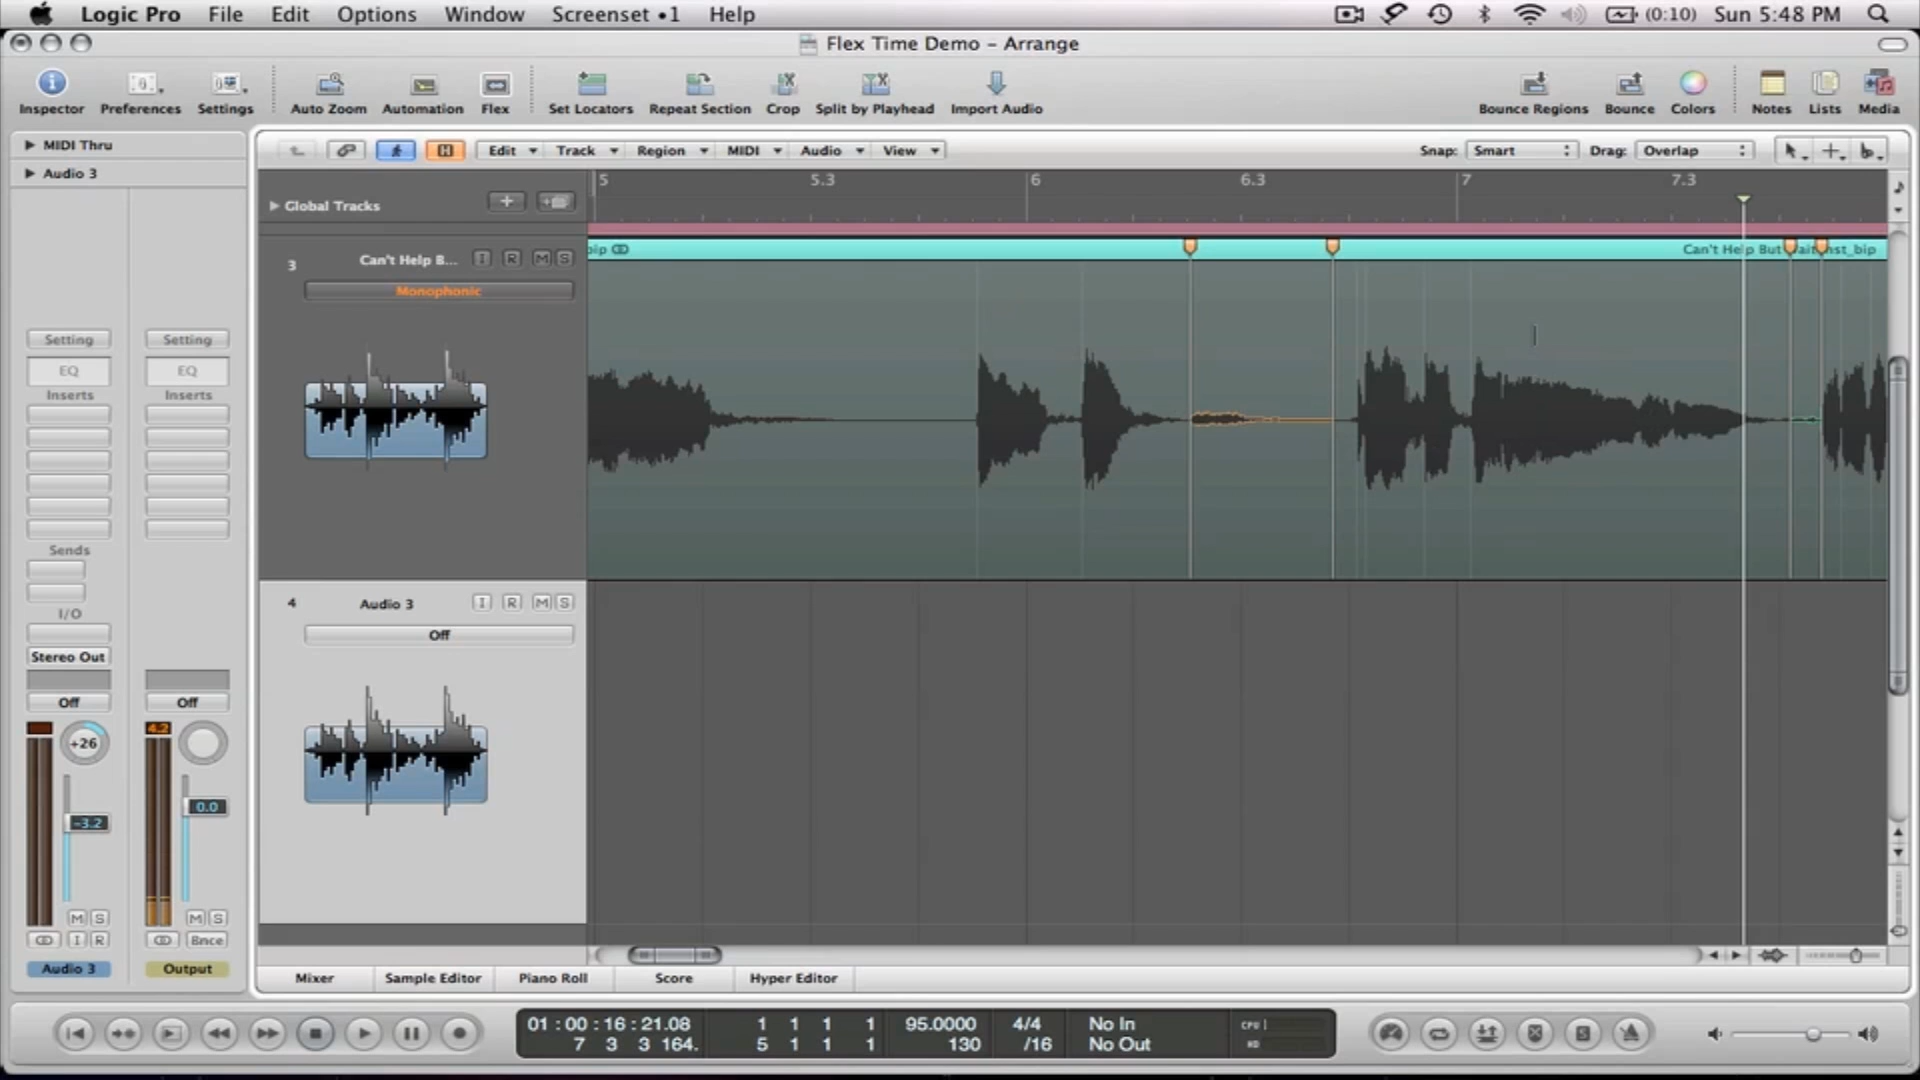 Logic Pro File Edit Options Window Screenset •1 Help (0:10) Sun 5:48 PM
Flex Time Demo – Arrange
Inspector Preferences Settings Auto Zoom Automation Flex Set Locators Repeat Section Crop Split by Playhead Import Audio Bounce Regions Bounce Colors Notes Lists Media
MIDI Thru
Edit Track Region MIDI Audio View Snap: Smart Drag: Overlap
Audio 3
5 5.3 6 6.3 7 7.3
Global Tracks
3 Can't Help B... I R M S
bip Can't Help But Wait inst_bip
Monophonic
Setting Setting
EQ EQ
Inserts Inserts
Sends
I/O
Stereo Out
Off Off
4 Audio 3 I R M S
Off
4.2
+26
0.0
-3.2
M S M S
I R Bnce
Audio 3 Output
Mixer Sample Editor Piano Roll Score Hyper Editor
01 : 00 : 16 : 21.08 1 1 1 1 95.0000 4/4 No In CPU
7 3 3 164. 5 1 1 1 130 /16 No Out HD